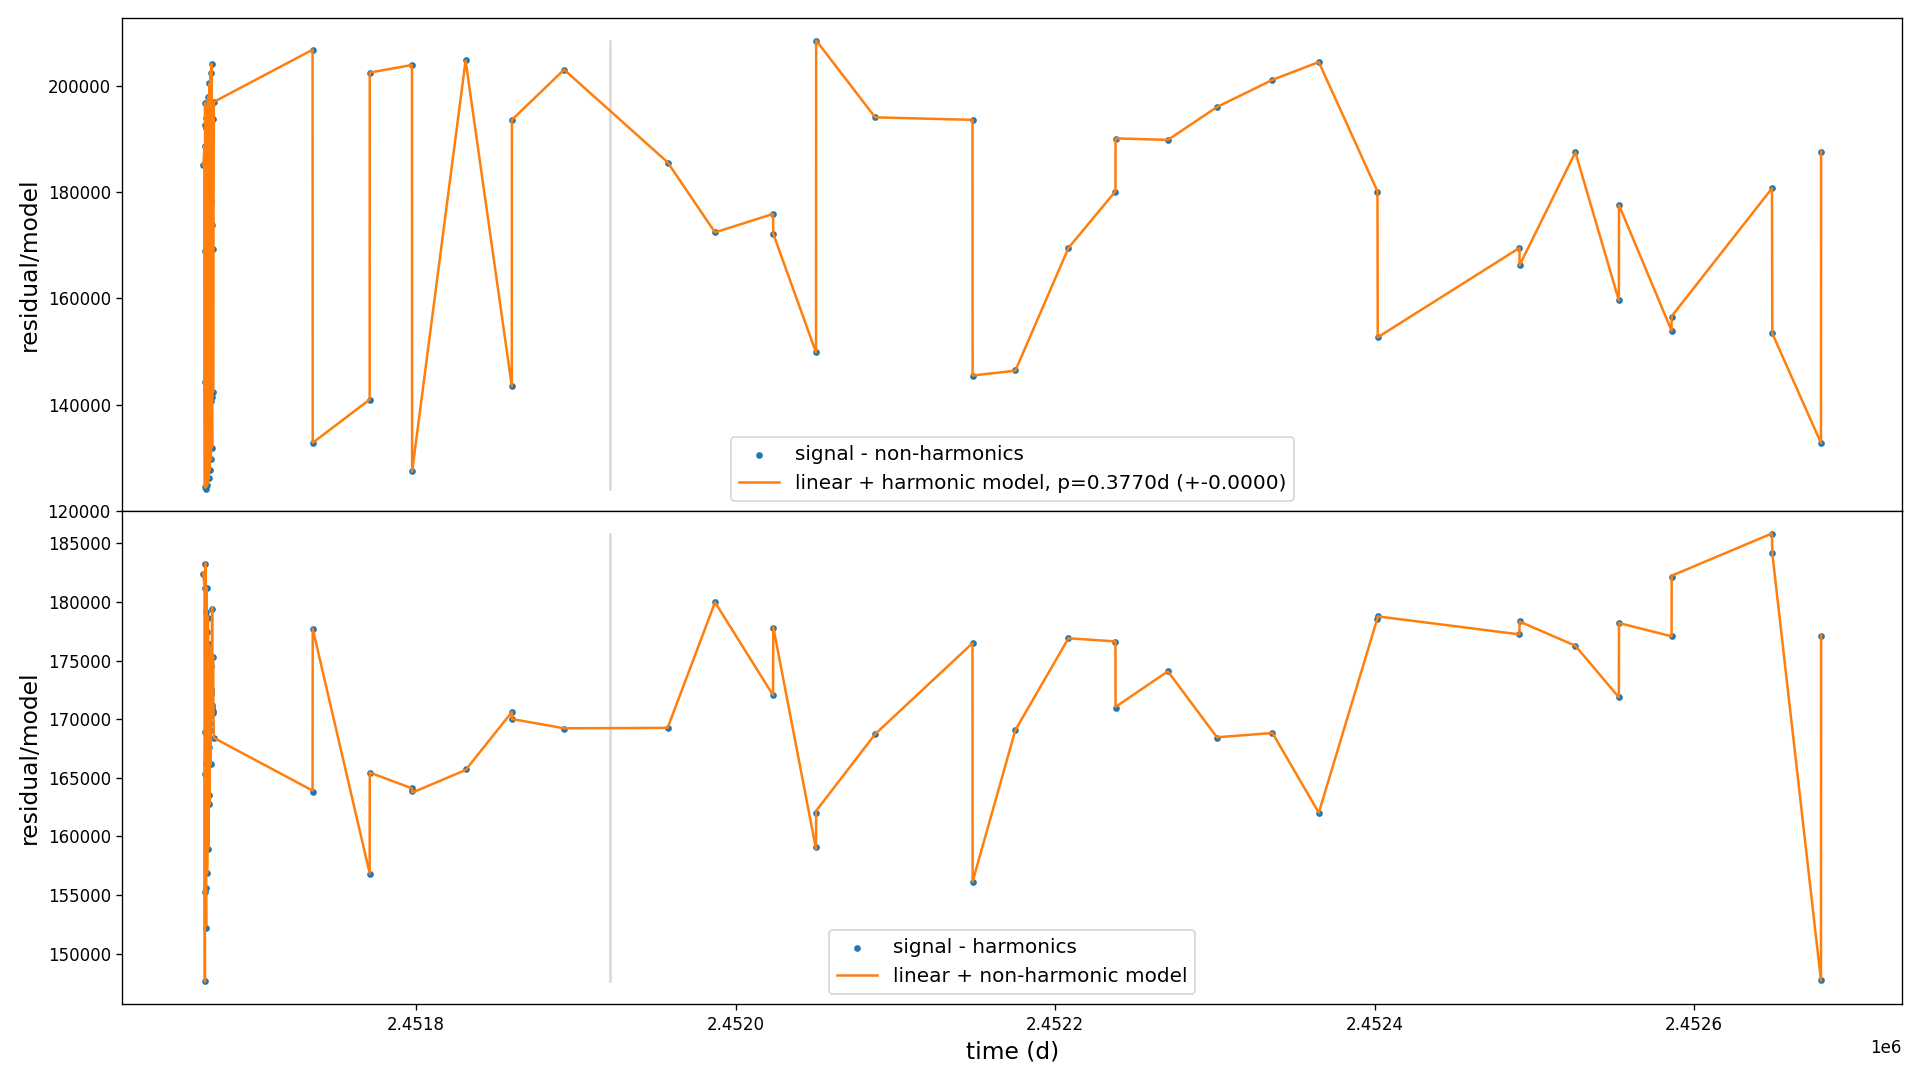 200000
180000
160000
140000
120000
residual/model
signal - non-harmonics
linear + harmonic model, p=0.3770d (+-0.0000)
185000
180000
175000
170000
165000
160000
155000
150000
residual/model
signal - harmonics
linear + non-harmonic model
2.4518 2.4520 2.4522 2.4524 2.4526
1e6
time (d)